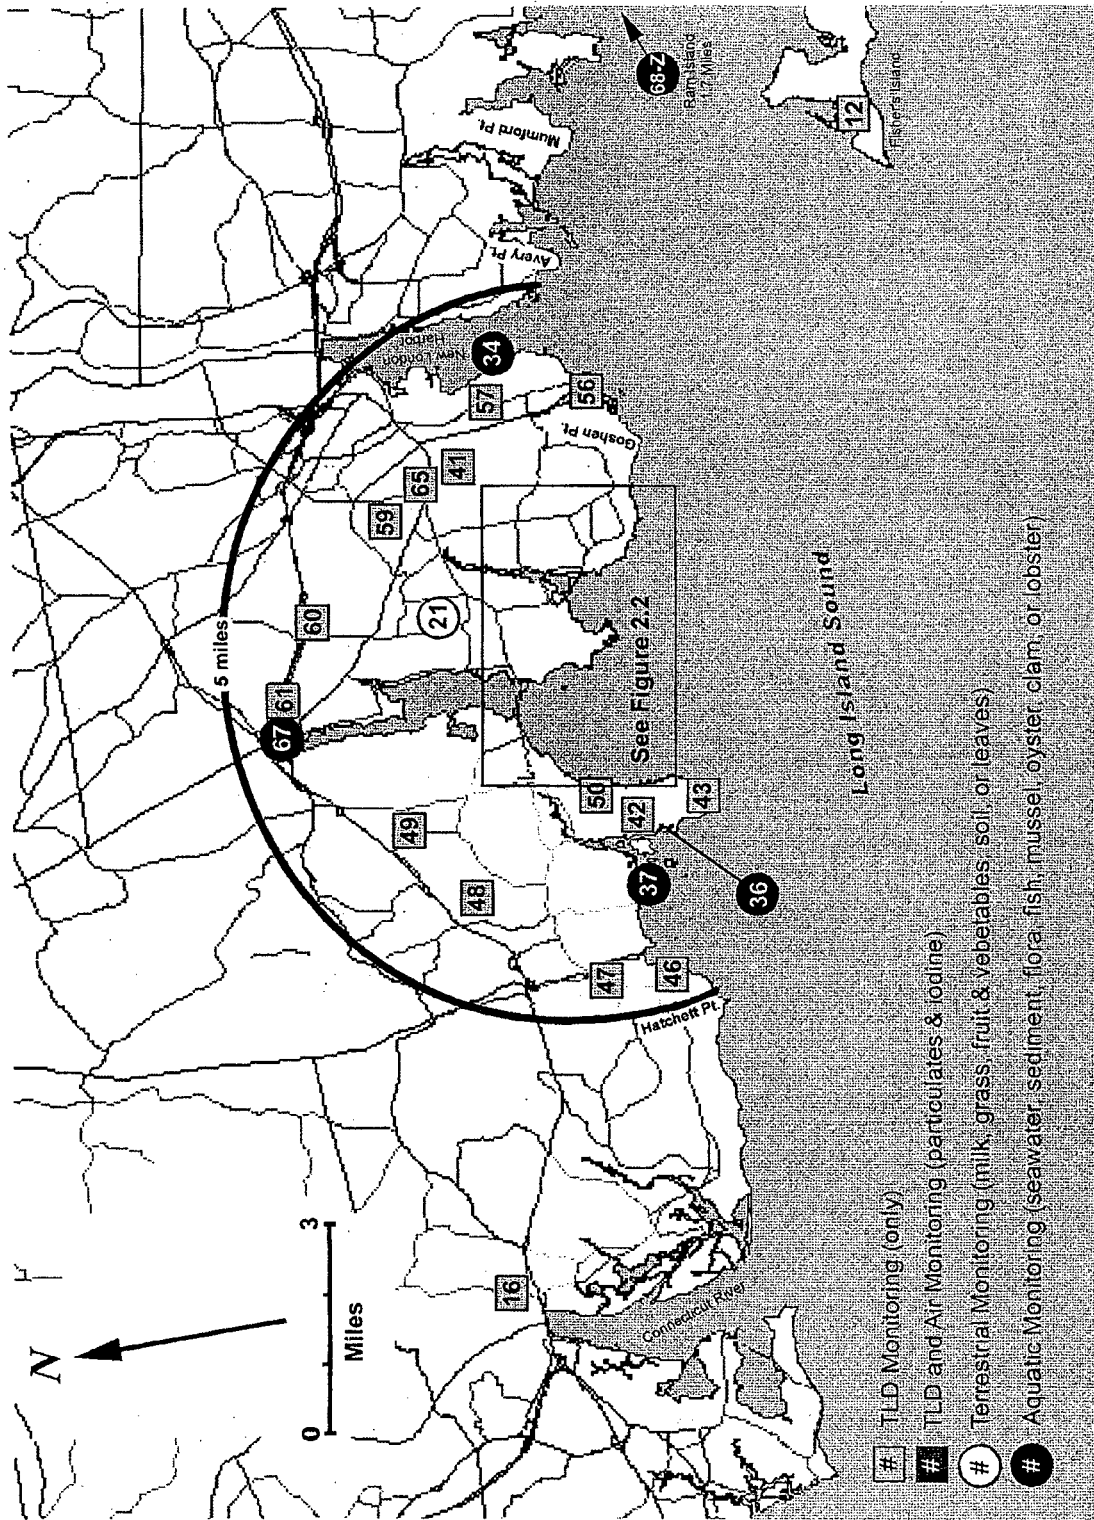 N
0
3
Miles
5 miles
67
61
60
59
65
41
57
34
21
49
48
56
50
42
43
37
36
47
46
16
12
68-Z
Ram Island
Fishers Island
Mumford Pt.
Avery Pt.
New London
Harbor
Goshen Pt.
See Figure 2.2
Hatchett Pt.
Connecticut River
Long Island Sound
# TLD Monitoring (only)
# TLD and Air Monitoring (particulates & Iodine)
# Terrestrial Monitoring (milk, grass, fruit & vebetables, soil, or leaves)
# Aquatic Monitoring (seawater, sediment, flora, fish, mussel, oyster, clam, or lobster)